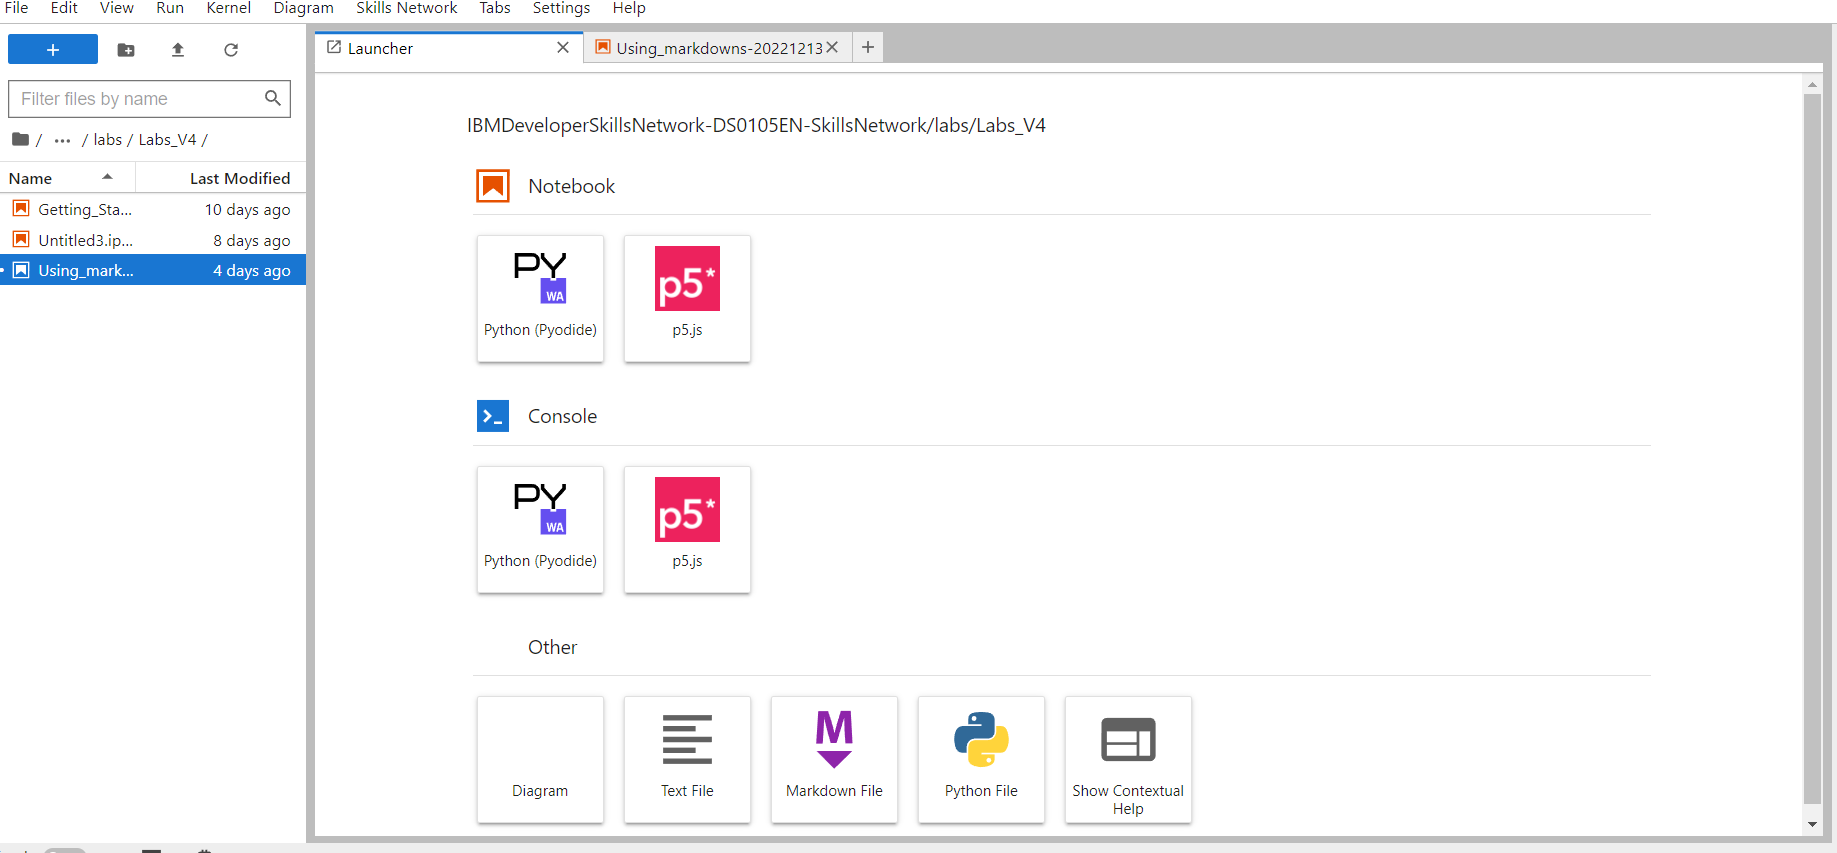 File Edit View Run Kernel Diagram Skills Network Tabs Settings Help
+
Filter files by name
/ ... / labs / Labs_V4 /
Name Last Modified
Getting_Sta... 10 days ago
Untitled3.ip... 8 days ago
Using_mark... 4 days ago
Launcher
Using_markdowns-20221213
IBMDeveloperSkillsNetwork-DS0105EN-SkillsNetwork/labs/Labs_V4
Notebook
PY WA
Python (Pyodide)
p5*
p5.js
Console
PY WA
Python (Pyodide)
p5*
p5.js
Other
Diagram
Text File
M
Markdown File
Python File
Show Contextual
Help